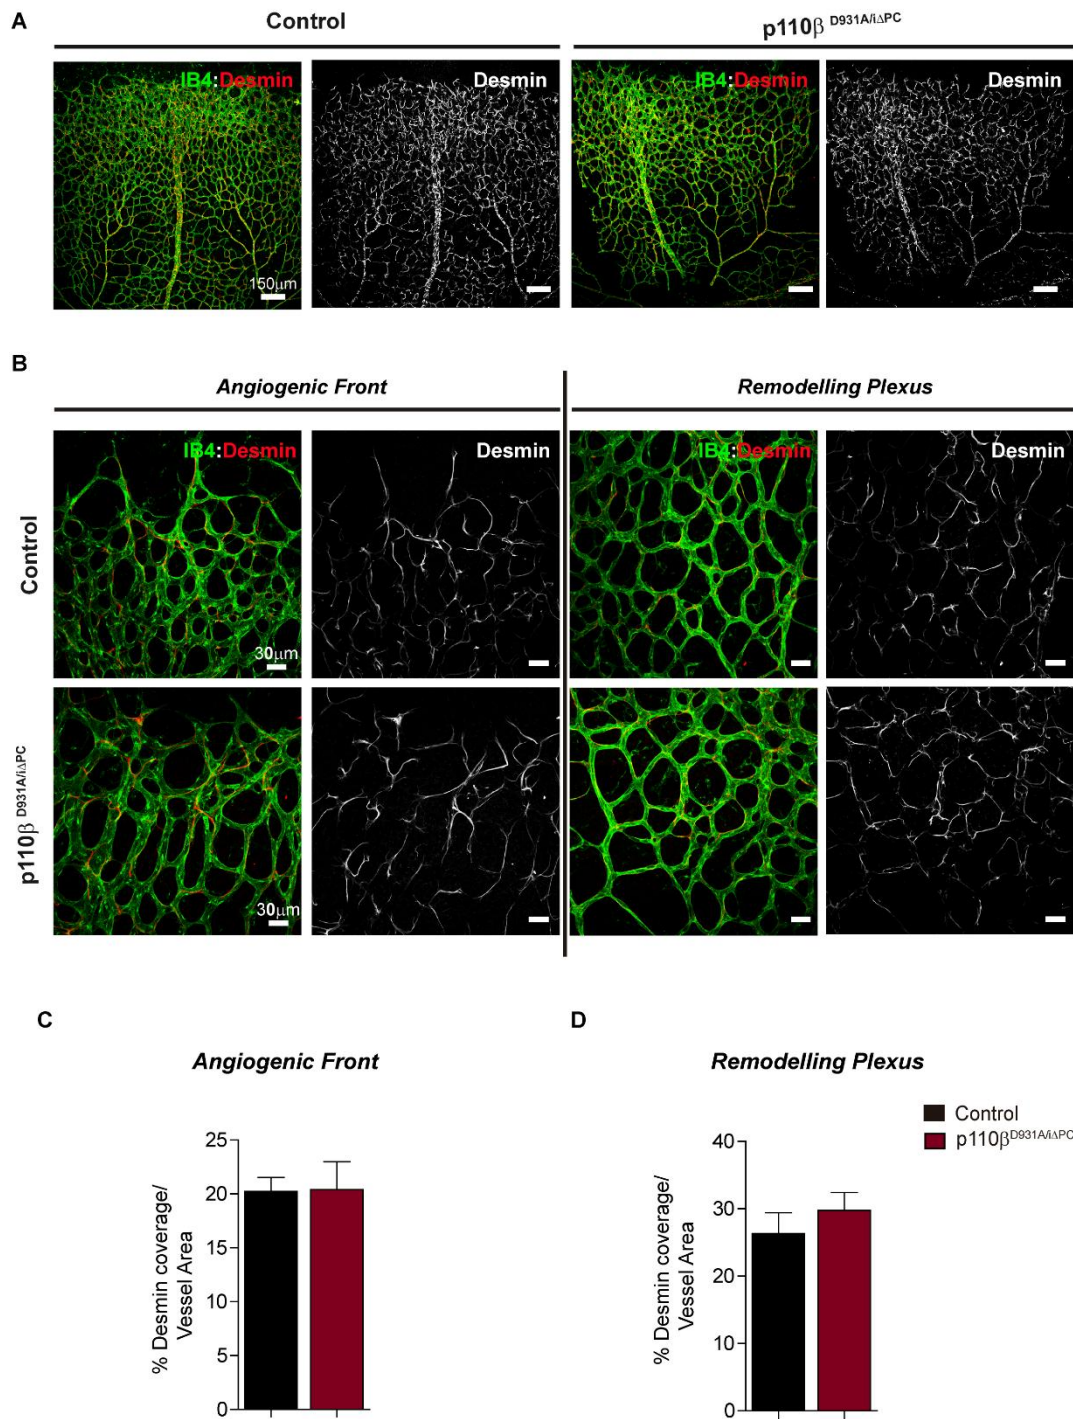 A
Control
p110β D931A/iΔPC
IB4:Desmin
Desmin
IB4:Desmin
Desmin
150μm
B
Angiogenic Front
Remodelling Plexus
Control
IB4:Desmin
Desmin
IB4:Desmin
Desmin
30μm
p110β D931A/iΔPC
30μm
C
D
Angiogenic Front
Remodelling Plexus
Control
p110βD931A/iΔPC
% Desmin coverage/
Vessel Area
25
20
15
10
5
0
% Desmin coverage/
Vessel Area
40
30
20
10
0